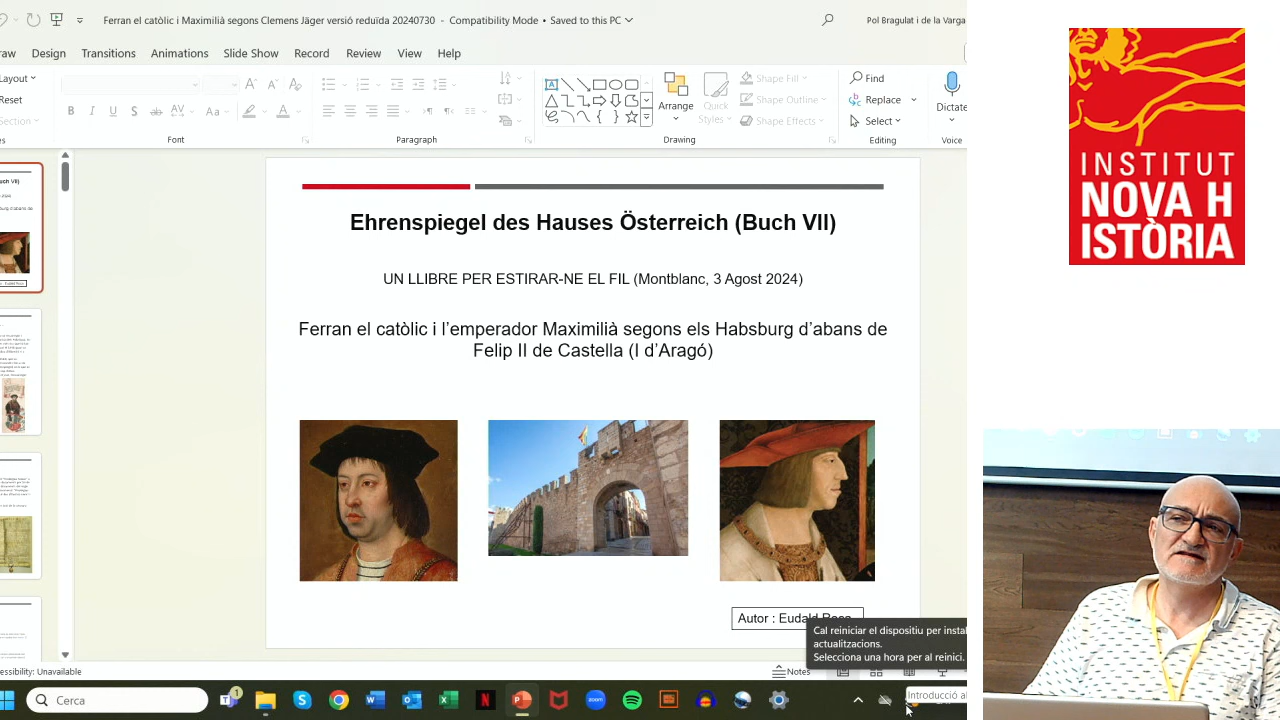 Ferran el catòlic i Maximilià segons Clemens Jäger versió reduïda 20240730 - Compatibility Mode • Saved to this PC
Pol Bragulat i de la Varga
raw Design Transitions Animations Slide Show Record Review View Help
Layout
Reset
Section
Font
Paragraph
Arrange
Quick
Styles
Shape Fill
Shape Outline
Shape Effects
Drawing
Find
Replace
Select
Editing
Dictate
Voice
Ehrenspiegel des Hauses Österreich (Buch VII)
UN LLIBRE PER ESTIRAR-NE EL FIL (Montblanc, 3 Agost 2024)
Ferran el catòlic i l'emperador Maximilià segons els Habsburg d'abans de
Felip II de Castella (I d'Aragó)
Autor : Eudald
Cal reiniciar el dispositiu per instal
actualitzacions.
Selecciona una hora per al reinici.
essibility: Unavailable
Notes
Cerca
Introducció al
INSTITUT
NOVA H
ISTÒRIA